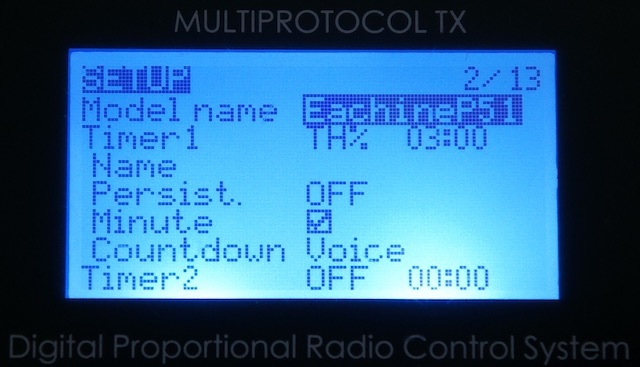 MULTIPROTOCOL TX
SETUP 2/13
Model name EachineP51
Timer1 TH% 03:00
Name
Persist. OFF
Minute
Countdown Voice
Timer2 OFF 00:00
Digital Proportional Radio Control System